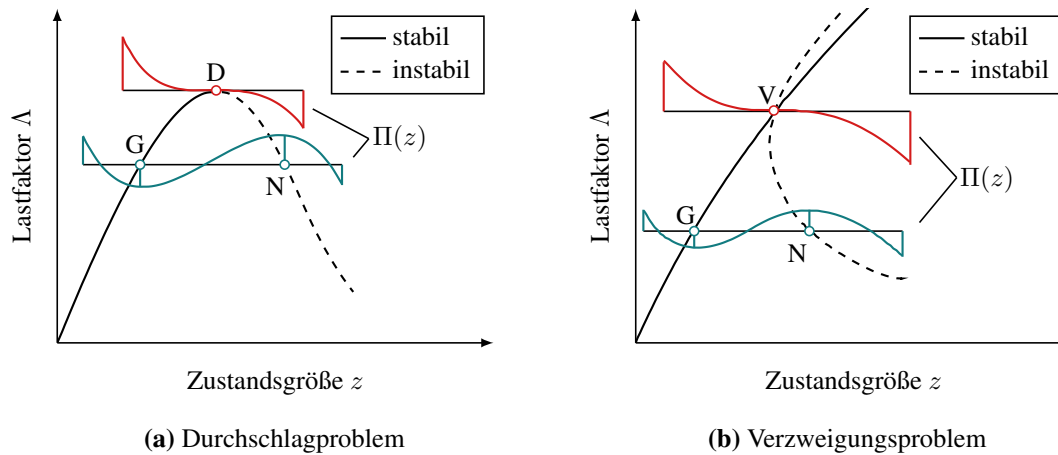 stabil
instabil
D
Π(z)
G
N
Lastfaktor Λ
Zustandsgröße z
(a) Durchschlagproblem
stabil
instabil
V
Π(z)
G
N
Lastfaktor Λ
Zustandsgröße z
(b) Verzweigungsproblem